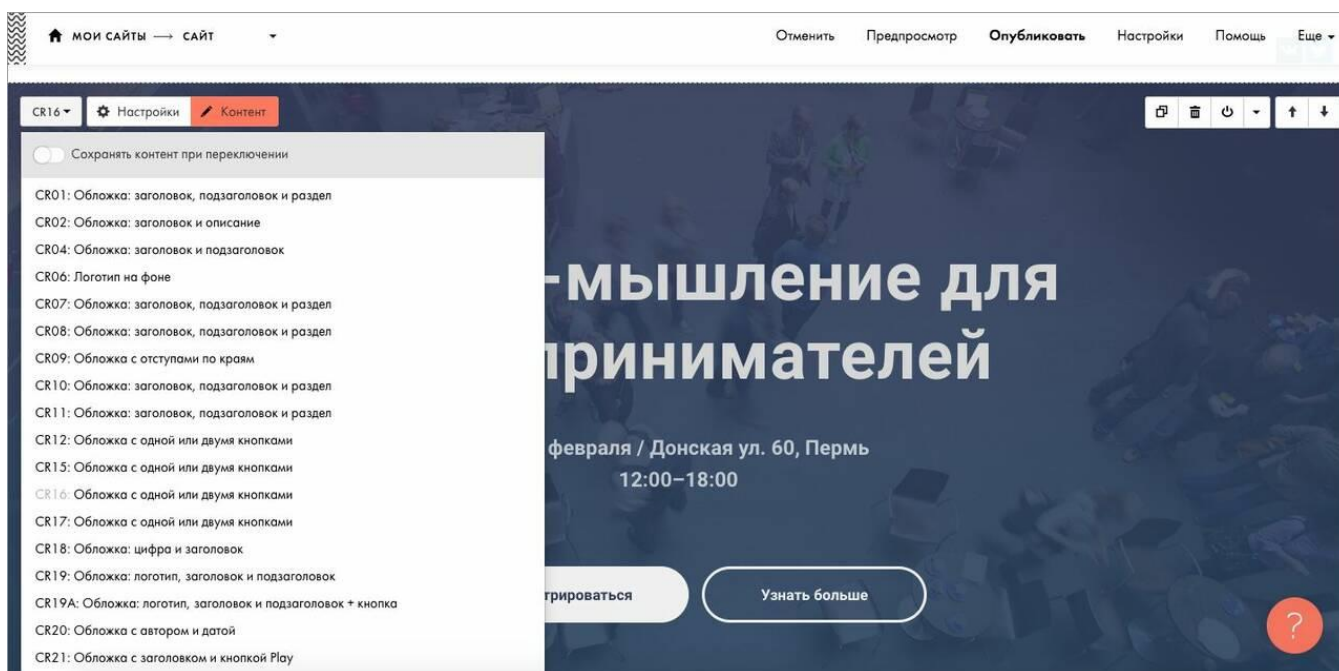 МОИ САЙТЫ → САЙТ
Отменить Предпросмотр Опубликовать Настройки Помощь Еще
CR16 Настройки Контент
Сохранять контент при переключении
CR01: Обложка: заголовок, подзаголовок и раздел
CR02: Обложка: заголовок и описание
CR04: Обложка: заголовок и подзаголовок
CR06: Логотип на фоне
CR07: Обложка: заголовок, подзаголовок и раздел
CR08: Обложка: заголовок, подзаголовок и раздел
CR09: Обложка с отступами по краям
CR10: Обложка: заголовок, подзаголовок и раздел
CR11: Обложка: заголовок, подзаголовок и раздел
CR12: Обложка с одной или двумя кнопками
CR15: Обложка с одной или двумя кнопками
CR16: Обложка с одной или двумя кнопками
CR17: Обложка с одной или двумя кнопками
CR18: Обложка: цифра и заголовок
CR19: Обложка: логотип, заголовок и подзаголовок
CR19A: Обложка: логотип, заголовок и подзаголовок + кнопка
CR20: Обложка с автором и датой
CR21: Обложка с заголовком и кнопкой Play
-мышление для
принимателей
февраля / Донская ул. 60, Пермь
12:00–18:00
трироваться
Узнать больше
?